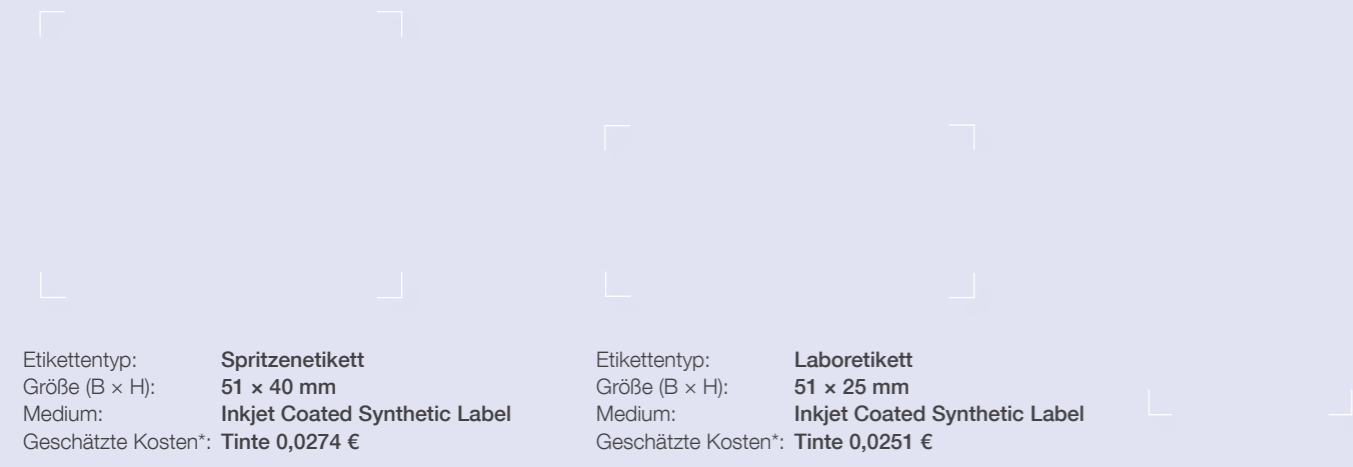 Etikettentyp: Spritzenetikett
Größe (B × H): 51 × 40 mm
Medium: Inkjet Coated Synthetic Label
Geschätzte Kosten*: Tinte 0,0274 €
Etikettentyp: Laboretikett
Größe (B × H): 51 × 25 mm
Medium: Inkjet Coated Synthetic Label
Geschätzte Kosten*: Tinte 0,0251 €